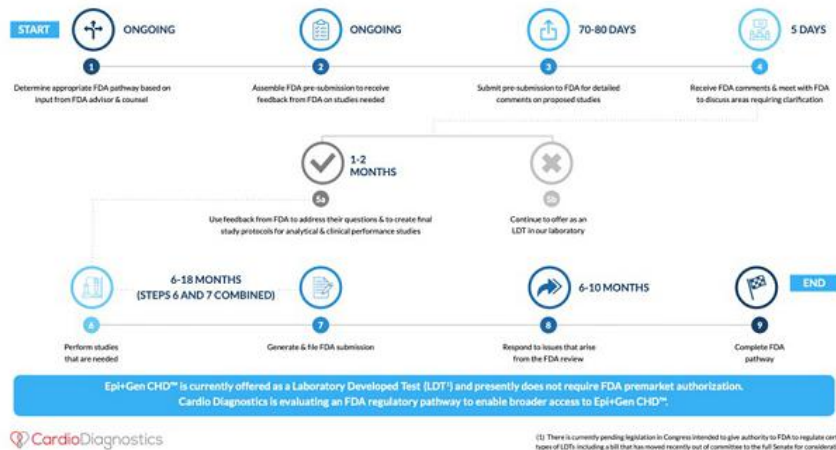 START
ONGOING
ONGOING
70-80 DAYS
5 DAYS
1
2
3
4
Determine appropriate FDA pathway based on
input from FDA advisor & counsel
Assemble FDA pre-submission to receive
feedback from FDA on studies needed
Submit pre-submission to FDA for detailed
comments on proposed studies
Receive FDA comments & meet with FDA
to discuss areas requiring clarification
1-2
MONTHS
5a
5b
Use feedback from FDA to address their questions & to create final
study protocols for analytical & clinical performance studies
Continue to offer as an
LDT in our laboratory
6-18 MONTHS
(STEPS 6 AND 7 COMBINED)
6-10 MONTHS
END
6
7
8
9
Perform studies
that are needed
Generate & file FDA submission
Respond to issues that arise
from the FDA review
Complete FDA
pathway
Epi+Gen CHD™ is currently offered as a Laboratory Developed Test (LDT¹) and presently does not require FDA premarket authorization.
Cardio Diagnostics is evaluating an FDA regulatory pathway to enable broader access to Epi+Gen CHD™.
CardioDiagnostics
(1) There is currently pending legislation in Congress intended to give authority to FDA to regulate
types of LDTs including a bill that has moved recently out of committee to the full Senate for